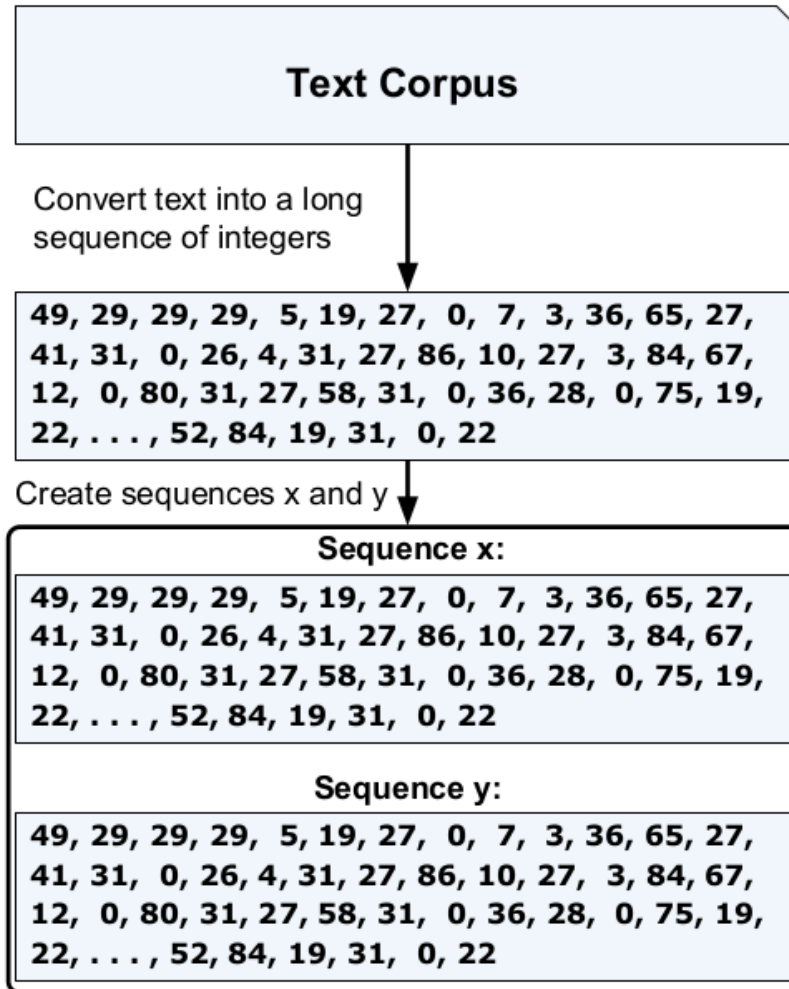 Text Corpus
Convert text into a long
sequence of integers
49, 29, 29, 29, 5, 19, 27, 0, 7, 3, 36, 65, 27,
41, 31, 0, 26, 4, 31, 27, 86, 10, 27, 3, 84, 67,
12, 0, 80, 31, 27, 58, 31, 0, 36, 28, 0, 75, 19,
22, . . . , 52, 84, 19, 31, 0, 22
Create sequences x and y
Sequence x:
49, 29, 29, 29, 5, 19, 27, 0, 7, 3, 36, 65, 27,
41, 31, 0, 26, 4, 31, 27, 86, 10, 27, 3, 84, 67,
12, 0, 80, 31, 27, 58, 31, 0, 36, 28, 0, 75, 19,
22, . . . , 52, 84, 19, 31, 0, 22
Sequence y:
49, 29, 29, 29, 5, 19, 27, 0, 7, 3, 36, 65, 27,
41, 31, 0, 26, 4, 31, 27, 86, 10, 27, 3, 84, 67,
12, 0, 80, 31, 27, 58, 31, 0, 36, 28, 0, 75, 19,
22, . . . , 52, 84, 19, 31, 0, 22